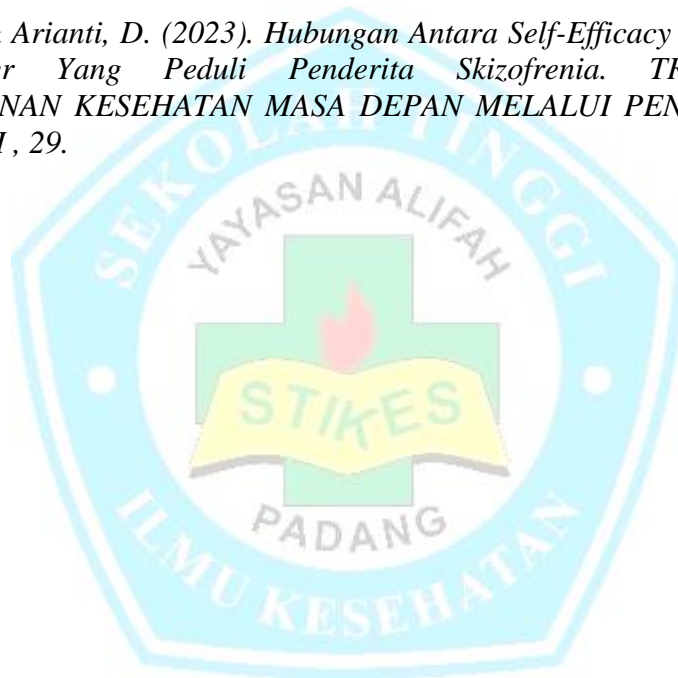 Arianti, D. (2023). Hubungan Antara Self-Efficacy
er Yang Peduli Penderita Skizofrenia.
NAN KESEHATAN MASA DEPAN MELALUI PEN
I , 29.
SEKOLAH TINGGI
YAYASAN ALIFAH
STIKES
PADANG
ILMU KESEHATAN